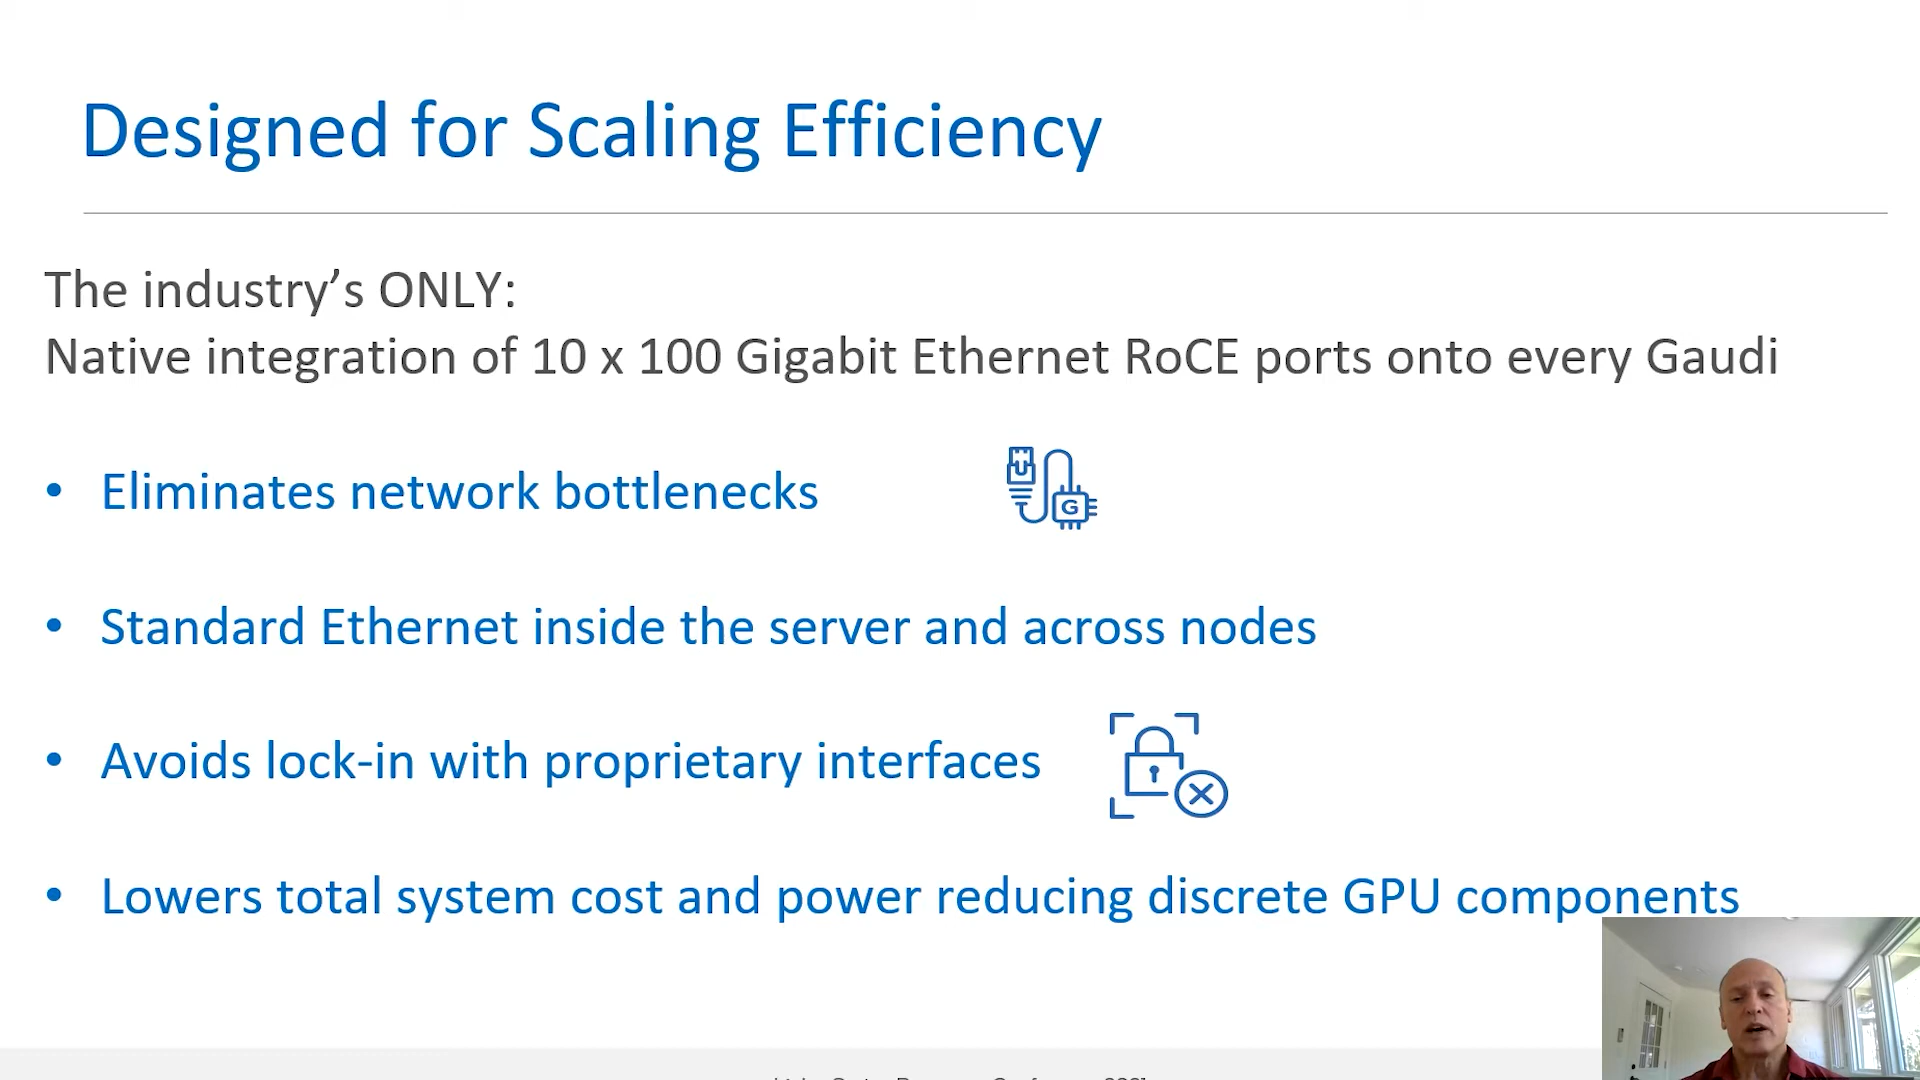 Designed for Scaling Efficiency
The industry’s ONLY:
Native integration of 10 x 100 Gigabit Ethernet RoCE ports onto every Gaudi
• Eliminates network bottlenecks
G
• Standard Ethernet inside the server and across nodes
• Avoids lock-in with proprietary interfaces
• Lowers total system cost and power reducing discrete GPU components